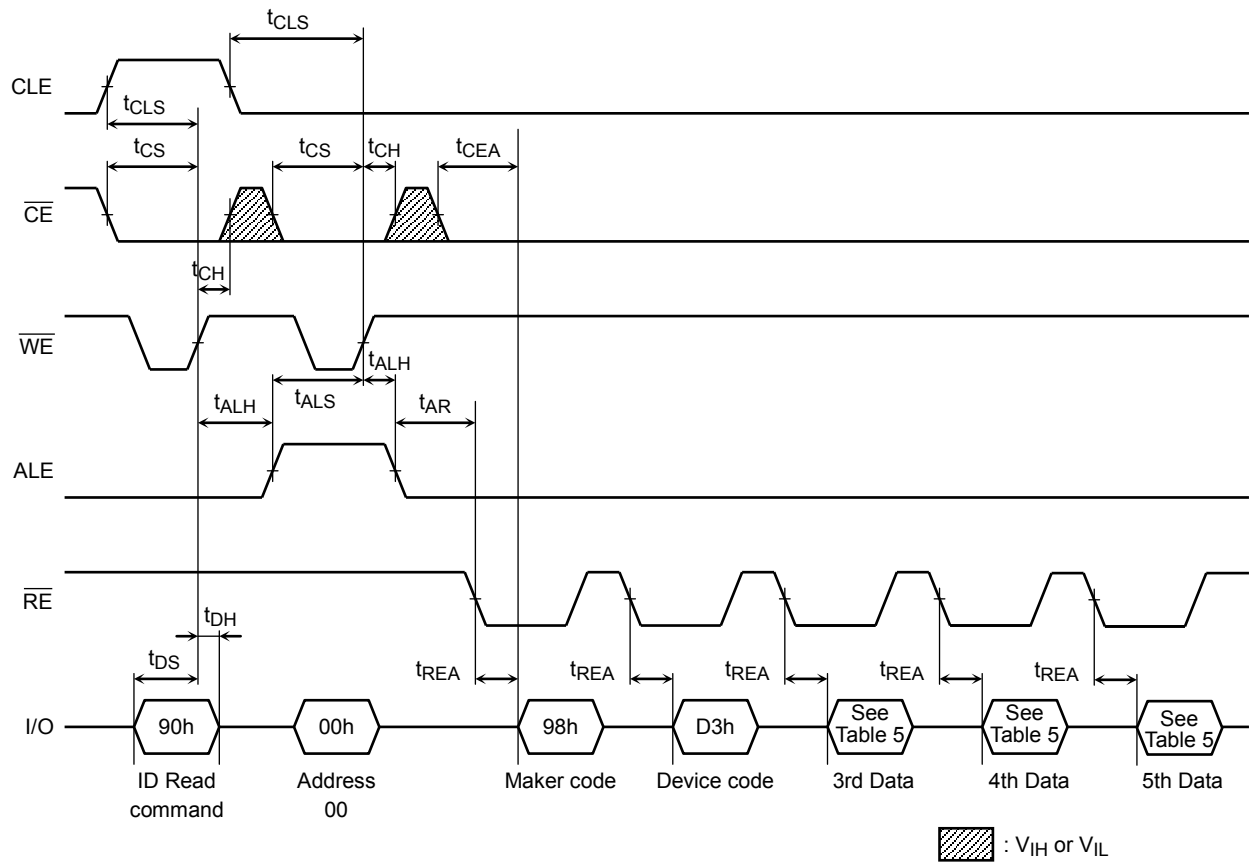 tCLS
CLE
tCLS
tCS
tCS
tCH
tCEA
CE
tCH
WE
tALH
tALH
tALS
tAR
ALE
RE
tDH
tDS
tREA
tREA
tREA
tREA
tREA
I/O
90h
00h
98h
D3h
See
Table 5
See
Table 5
See
Table 5
ID Read
command
Address
00
Maker code
Device code
3rd Data
4th Data
5th Data
: VIH or VIL